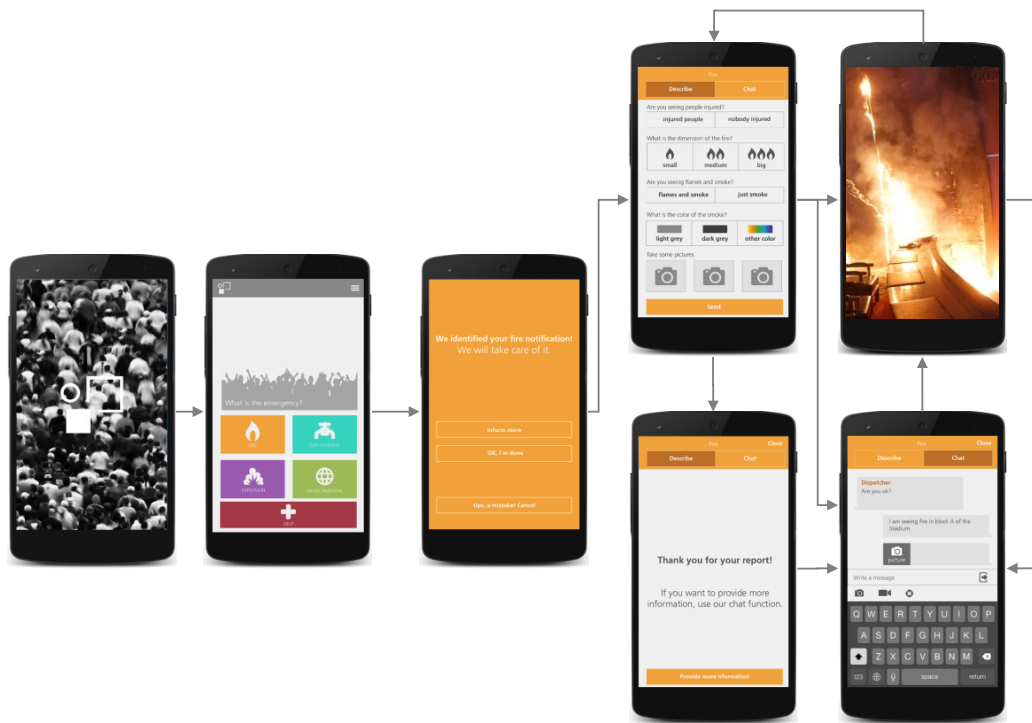 What is the emergency?
FIRE
GAS LEAKAGE
EXPLOSION
ENVIRONMENTAL
HELP
We identified your fire notification!
We will take care of it.
Inform more
OK, I'm done
Ups, a mistake! Cancel
Fire
Describe
Chat
Are you seeing people injured?
injured people
nobody injured
What is the dimension of the fire?
small
medium
big
Are you seeing flames and smoke?
flames and smoke
just smoke
What is the color of the smoke?
light grey
dark grey
other color
Take some pictures
Send
Fire
Close
Describe
Chat
Thank you for your report!
If you want to provide more
information, use our chat function.
Provide more information
Fire
Close
Describe
Chat
Dispatcher
Are you ok?
I am seeing fire in block A of the
Stadium
picture
Write a message
Q W E R T Y U I O P
A S D F G H J K L
Z X C V B N M
123
space
return